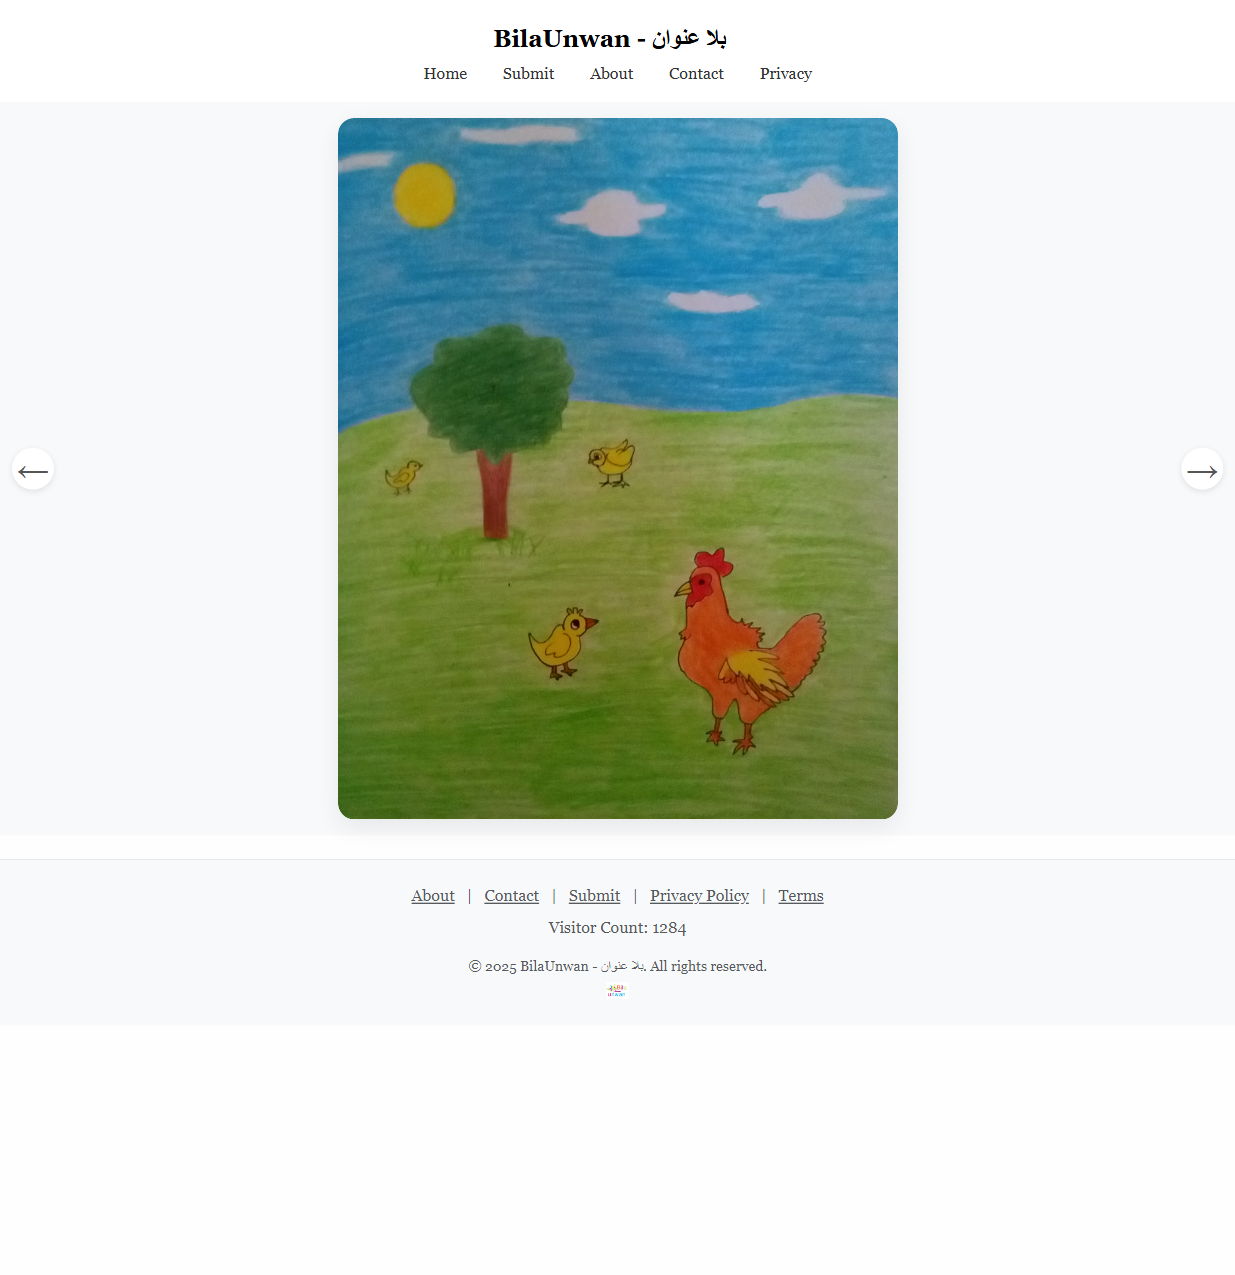 BilaUnwan - بلا عنوان
Home Submit About Contact Privacy
←
→
About | Contact | Submit | Privacy Policy | Terms
Visitor Count: 1284
© 2025 BilaUnwan - بلا عنوان. All rights reserved.